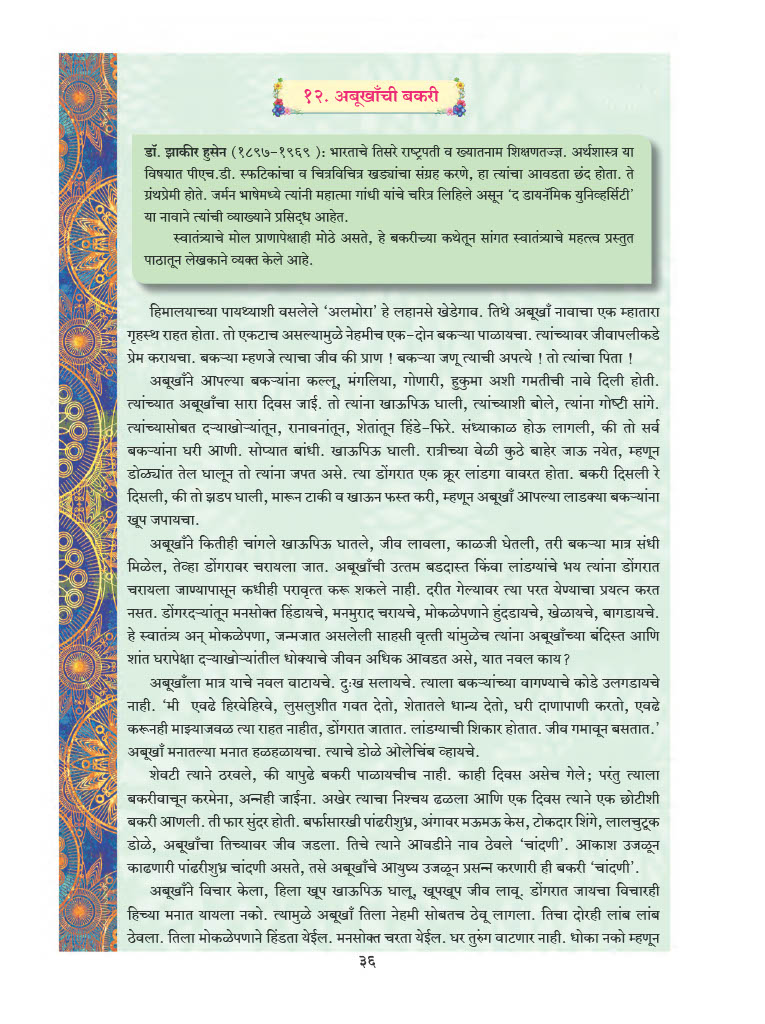 १२. अबूखाँची बकरी
डॉ. झाकीर हुसेन (१८९७-१९६९ ): भारताचे तिसरे राष्ट्रपती व ख्यातनाम शिक्षणतज्ज्ञ. अर्थशास्त्र या
विषयात पीएच.डी. स्फटिकांचा व चित्रविचित्र खड्यांचा संग्रह करणे, हा त्यांचा आवडता छंद होता. ते
ग्रंथप्रेमी होते. जर्मन भाषेमध्ये त्यांनी महात्मा गांधी यांचे चरित्र लिहिले असून ‘द डायनॅमिक युनिव्हर्सिटी’
या नावाने त्यांची व्याख्याने प्रसिद्ध आहेत.
स्वातंत्र्याचे मोल प्राणापेक्षाही मोठे असते, हे बकरीच्या कथेतून सांगत स्वातंत्र्याचे महत्त्व प्रस्तुत
पाठातून लेखकाने व्यक्त केले आहे.
हिमालयाच्या पायथ्याशी वसलेले ‘अलमोरा’ हे लहानसे खेडेगाव. तिथे अबूखाँ नावाचा एक म्हातारा
गृहस्थ राहत होता. तो एकटाच असल्यामुळे नेहमीच एक-दोन बकऱ्या पाळायचा. त्यांच्यावर जीवापलीकडे
प्रेम करायचा. बकऱ्या म्हणजे त्याचा जीव की प्राण ! बकऱ्या जणू त्याची अपत्ये ! तो त्यांचा पिता !
अबूखाँने आपल्या बकऱ्यांना कल्लू, मंगलिया, गोणारी, हुकुमा अशी गमतीची नावे दिली होती.
त्यांच्यात अबूखाँचा सारा दिवस जाई. तो त्यांना खाऊपिऊ घाली, त्यांच्याशी बोले, त्यांना गोष्टी सांगे.
त्यांच्यासोबत दऱ्याखोऱ्यांतून, रानावनांतून, शेतांतून हिंडे-फिरे. संध्याकाळ होऊ लागली, की तो सर्व
बकऱ्यांना घरी आणी. सोप्यात बांधी. खाऊपिऊ घाली. रात्रीच्या वेळी कुठे बाहेर जाऊ नयेत, म्हणून
डोळ्यांत तेल घालून तो त्यांना जपत असे. त्या डोंगरात एक क्रूर लांडगा वावरत होता. बकरी दिसली रे
दिसली, की तो झडप घाली, मारून टाकी व खाऊन फस्त करी, म्हणून अबूखाँ आपल्या लाडक्या बकऱ्यांना
खूप जपायचा.
अबूखाँने कितीही चांगले खाऊपिऊ घातले, जीव लावला, काळजी घेतली, तरी बकऱ्या मात्र संधी
मिळेल, तेव्हा डोंगरावर चरायला जात. अबूखाँची उत्तम बडदास्त किंवा लांडग्यांचे भय त्यांना डोंगरात
चरायला जाण्यापासून कधीही परावृत्त करू शकले नाही. दरीत गेल्यावर त्या परत येण्याचा प्रयत्न करत
नसत. डोंगरदऱ्यांतून मनसोक्त हिंडायचे, मनमुराद चरायचे, मोकळेपणाने हुंदडायचे, खेळायचे, बागडायचे.
हे स्वातंत्र्य अन् मोकळेपणा, जन्मजात असलेली साहसी वृत्ती यांमुळेच त्यांना अबूखाँच्या बंदिस्त आणि
शांत घरापेक्षा दऱ्याखोऱ्यांतील धोक्याचे जीवन अधिक आवडत असे, यात नवल काय?
अबूखाँला मात्र याचे नवल वाटायचे. दुःख सलायचे. त्याला बकऱ्यांच्या वागण्याचे कोडे उलगडायचे
नाही. ‘मी एवढे हिरवेहिरवे, लुसलुशीत गवत देतो, शेतातले धान्य देतो, घरी दाणापाणी करतो, एवढे
करूनही माझ्याजवळ त्या राहत नाहीत, डोंगरात जातात. लांडग्याची शिकार होतात. जीव गमावून बसतात.’
अबूखाँ मनातल्या मनात हळहळायचा. त्याचे डोळे ओलेचिंब व्हायचे.
शेवटी त्याने ठरवले, की यापुढे बकरी पाळायचीच नाही. काही दिवस असेच गेले; परंतु त्याला
बकरीवाचून करमेना, अन्नही जाईना. अखेर त्याचा निश्चय ढळला आणि एक दिवस त्याने एक छोटीशी
बकरी आणली. ती फार सुंदर होती. बर्फासारखी पांढरीशुभ्र, अंगावर मऊमऊ केस, टोकदार शिंगे, लालचुटूक
डोळे, अबूखाँचा तिच्यावर जीव जडला. तिचे त्याने आवडीने नाव ठेवले ‘चांदणी’. आकाश उजळून
काढणारी पांढरीशुभ्र चांदणी असते, तसे अबूखाँचे आयुष्य उजळून प्रसन्न करणारी ही बकरी ‘चांदणी’.
अबूखाँने विचार केला, हिला खूप खाऊपिऊ घालू, खूपखूप जीव लावू. डोंगरात जायचा विचारही
हिच्या मनात यायला नको. त्यामुळे अबूखाँ तिला नेहमी सोबतच ठेवू लागला. तिचा दोरही लांब लांब
ठेवला. तिला मोकळेपणाने हिंडता येईल. मनसोक्त चरता येईल. घर तुरुंग वाटणार नाही. धोका नको म्हणून
३६